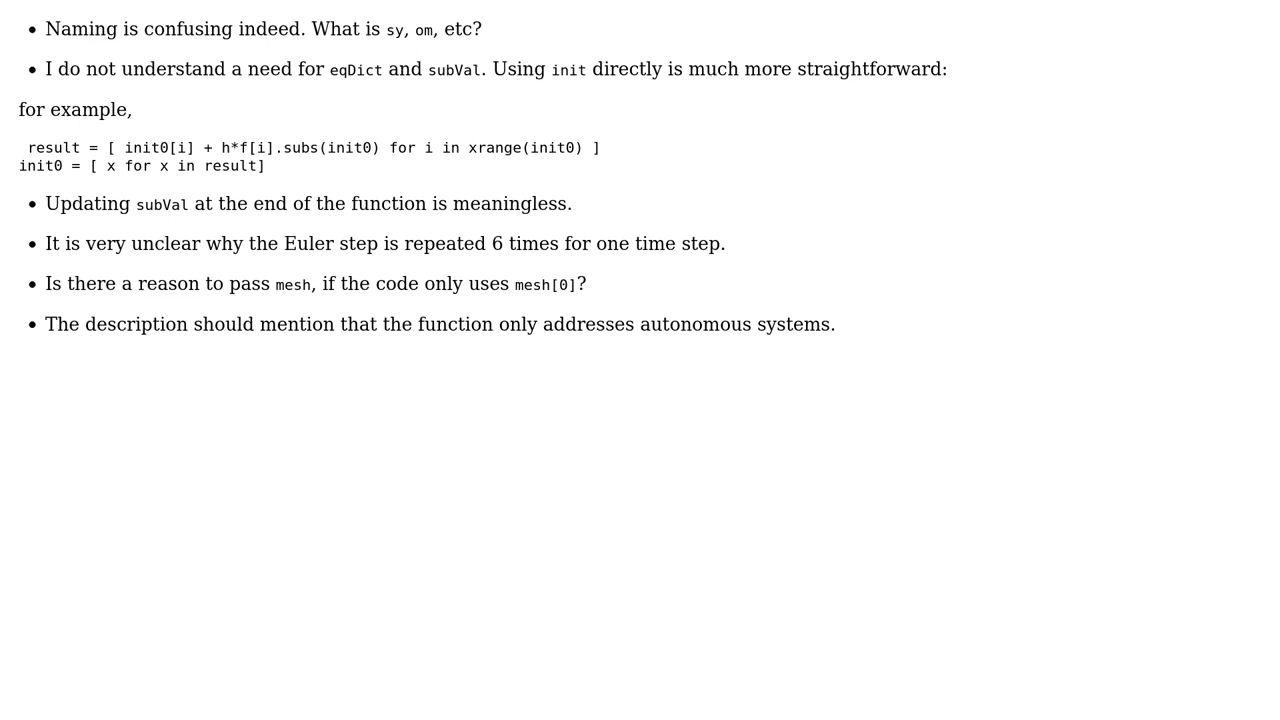 • Naming is confusing indeed. What is sy, om, etc?
• I do not understand a need for eqDict and subVal. Using init directly is much more straightforward:
for example,
 result = [ init0[i] + h*f[i].subs(init0) for i in xrange(init0) ]
init0 = [ x for x in result]
• Updating subVal at the end of the function is meaningless.
• It is very unclear why the Euler step is repeated 6 times for one time step.
• Is there a reason to pass mesh, if the code only uses mesh[0]?
• The description should mention that the function only addresses autonomous systems.